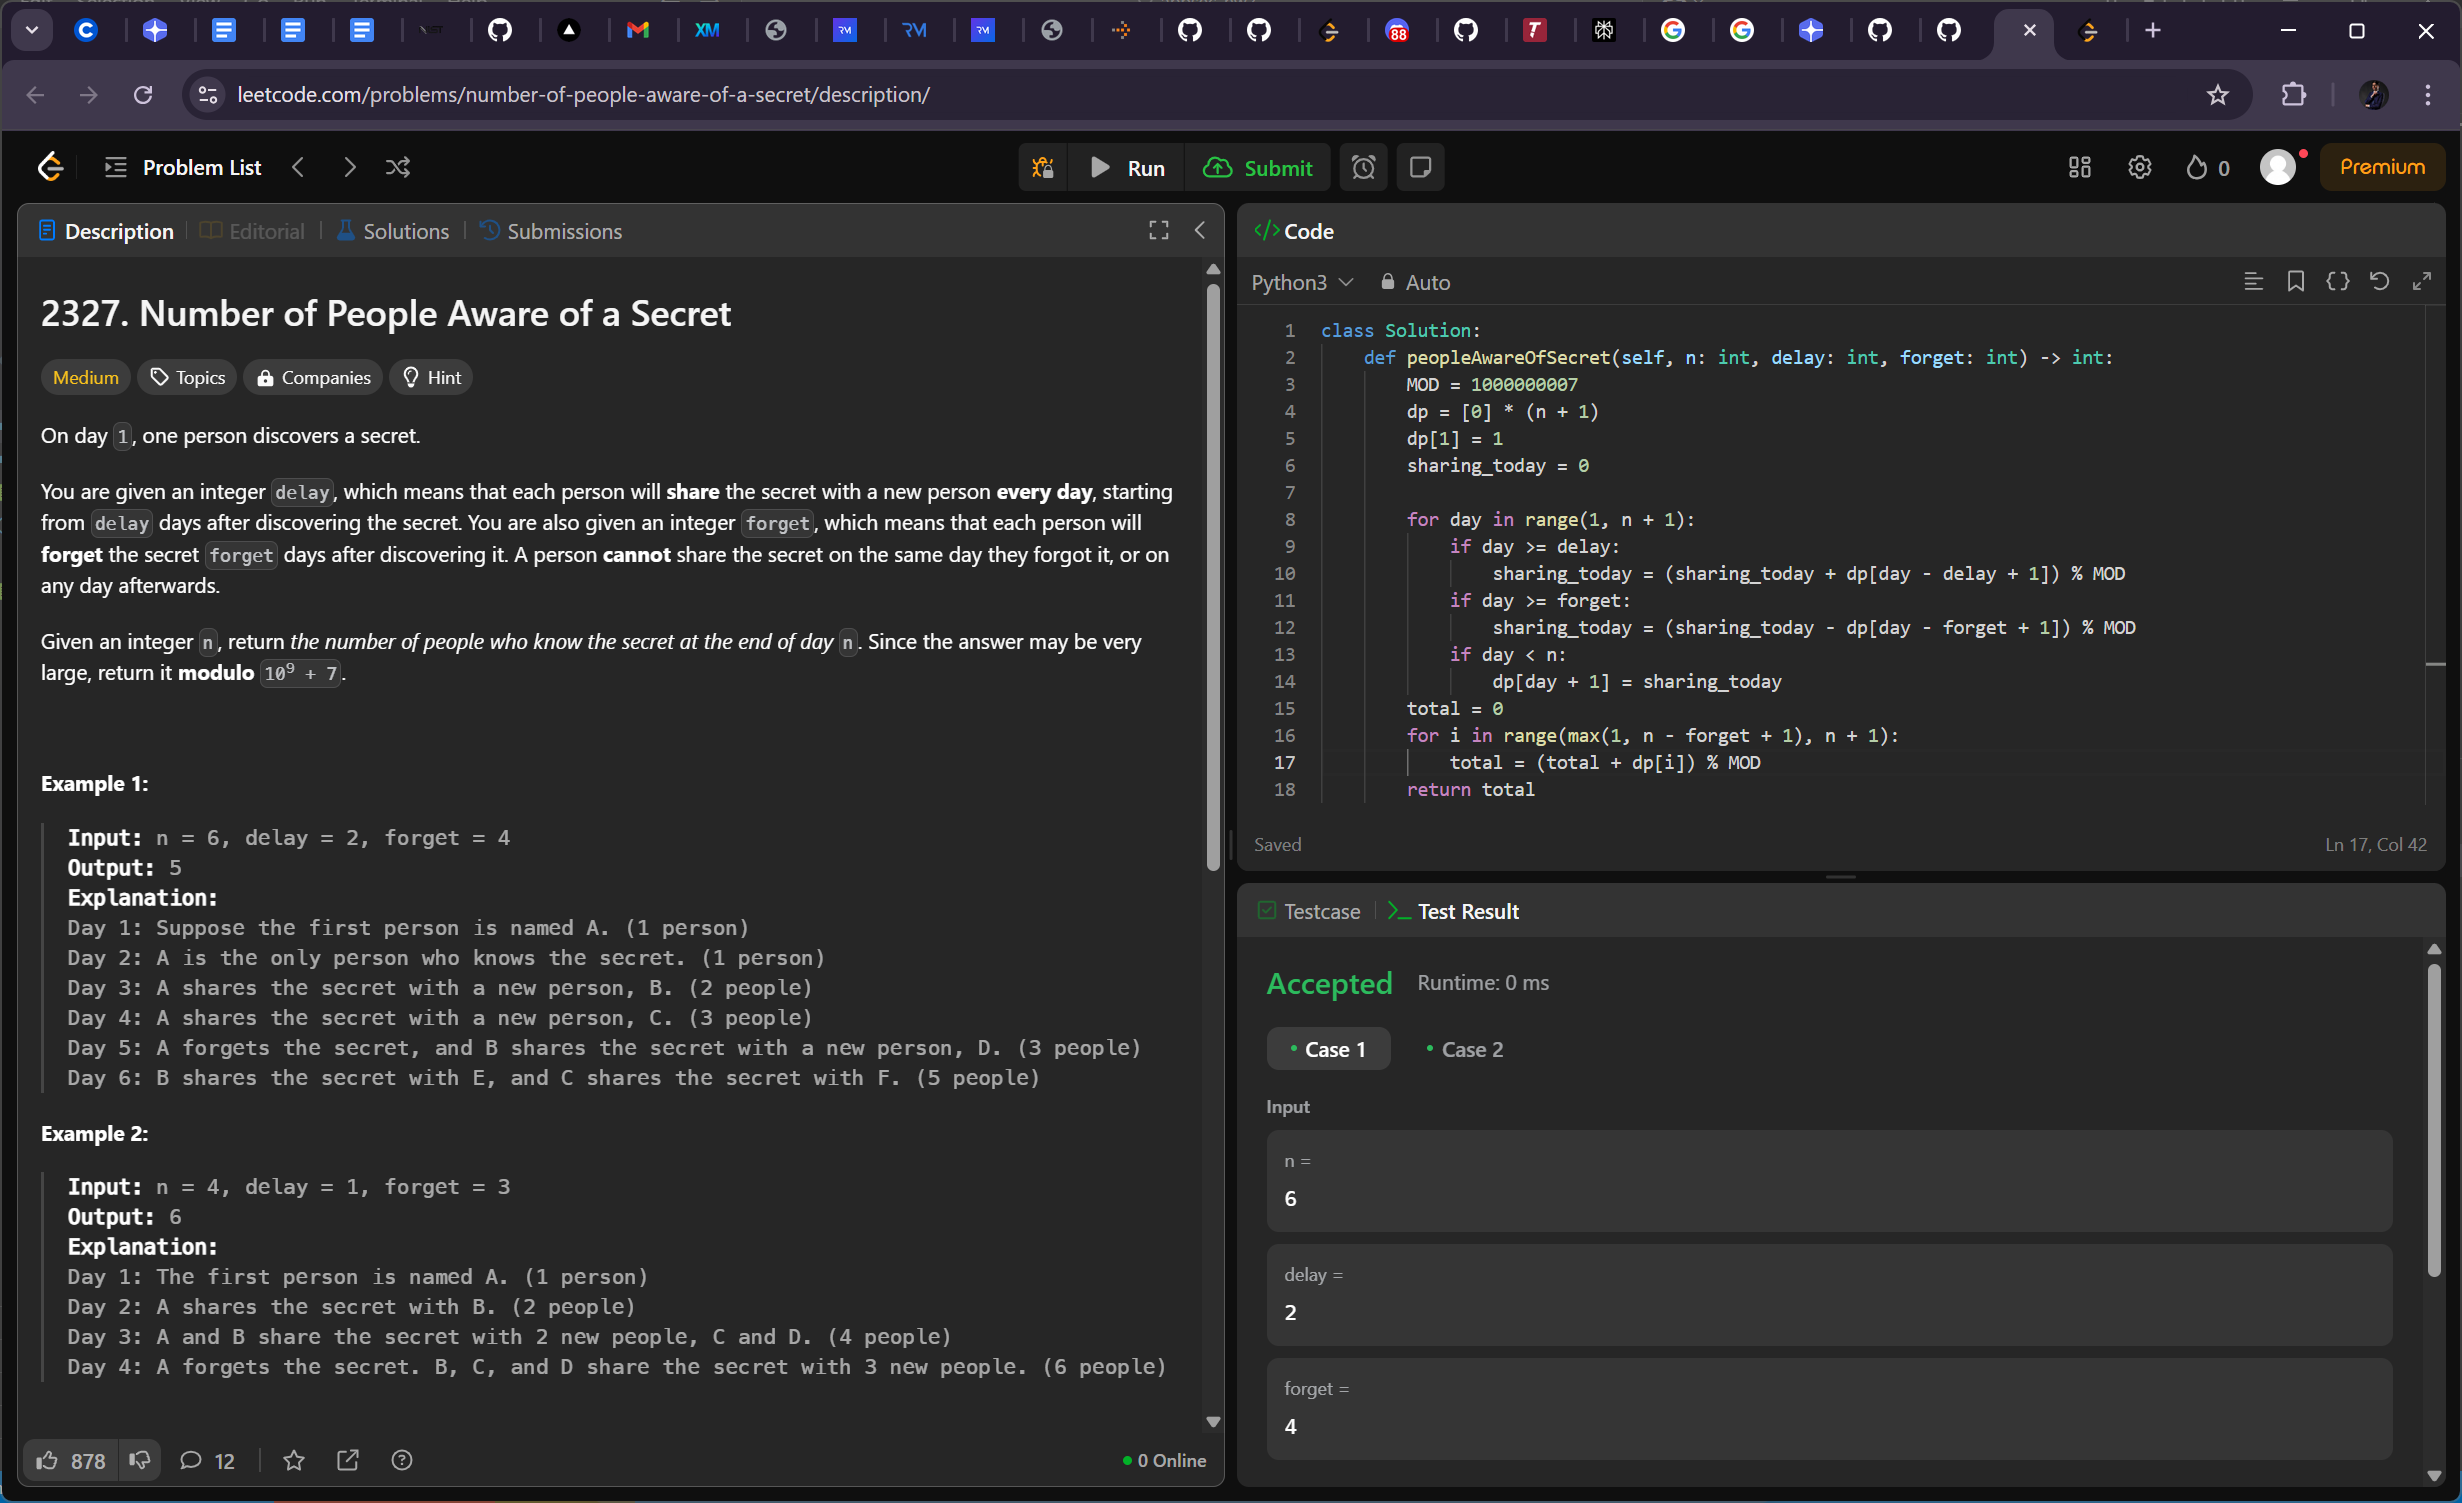 leetcode.com/problems/number-of-people-aware-of-a-secret/description/
Problem List
Run
Submit
0
Premium
Description
Editorial
Solutions
Submissions
2327. Number of People Aware of a Secret
Medium
Topics
Companies
Hint
On day 1, one person discovers a secret.
You are given an integer delay, which means that each person will share the secret with a new person every day, starting
from delay days after discovering the secret. You are also given an integer forget, which means that each person will
forget the secret forget days after discovering it. A person cannot share the secret on the same day they forgot it, or on
any day afterwards.
Given an integer n, return the number of people who know the secret at the end of day n. Since the answer may be very
large, return it modulo 10⁹ + 7.
Example 1:
Input: n = 6, delay = 2, forget = 4
Output: 5
Explanation:
Day 1: Suppose the first person is named A. (1 person)
Day 2: A is the only person who knows the secret. (1 person)
Day 3: A shares the secret with a new person, B. (2 people)
Day 4: A shares the secret with a new person, C. (3 people)
Day 5: A forgets the secret, and B shares the secret with a new person, D. (3 people)
Day 6: B shares the secret with E, and C shares the secret with F. (5 people)
Example 2:
Input: n = 4, delay = 1, forget = 3
Output: 6
Explanation:
Day 1: The first person is named A. (1 person)
Day 2: A shares the secret with B. (2 people)
Day 3: A and B share the secret with 2 new people, C and D. (4 people)
Day 4: A forgets the secret. B, C, and D share the secret with 3 new people. (6 people)
878
12
0 Online
Code
Python3
Auto
1 class Solution:
2     def peopleAwareOfSecret(self, n: int, delay: int, forget: int) -> int:
3         MOD = 1000000007
4         dp = [0] * (n + 1)
5         dp[1] = 1
6         sharing_today = 0
7
8         for day in range(1, n + 1):
9             if day >= delay:
10                 sharing_today = (sharing_today + dp[day - delay + 1]) % MOD
11             if day >= forget:
12                 sharing_today = (sharing_today - dp[day - forget + 1]) % MOD
13             if day < n:
14                 dp[day + 1] = sharing_today
15         total = 0
16         for i in range(max(1, n - forget + 1), n + 1):
17             total = (total + dp[i]) % MOD
18         return total
Saved
Ln 17, Col 42
Testcase
Test Result
Accepted
Runtime: 0 ms
Case 1
Case 2
Input
n =
6
delay =
2
forget =
4